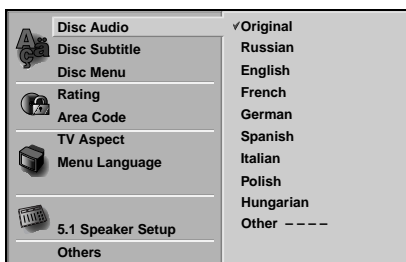 Disc Audio
Disc Subtitle
Disc Menu
Rating
Area Code
TV Aspect
Menu Language
5.1 Speaker Setup
Others
✓Original
Russian
English
French
German
Spanish
Italian
Polish
Hungarian
Other – – – –